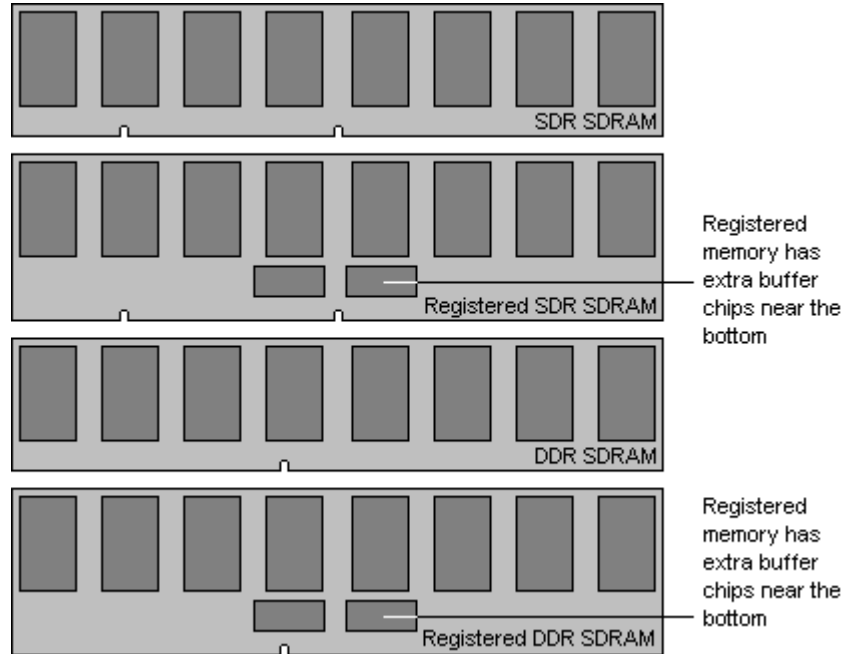 SDR SDRAM
Registered
memory has
extra buffer
chips near the
bottom
Registered SDR SDRAM
DDR SDRAM
Registered
memory has
extra buffer
chips near the
bottom
Registered DDR SDRAM